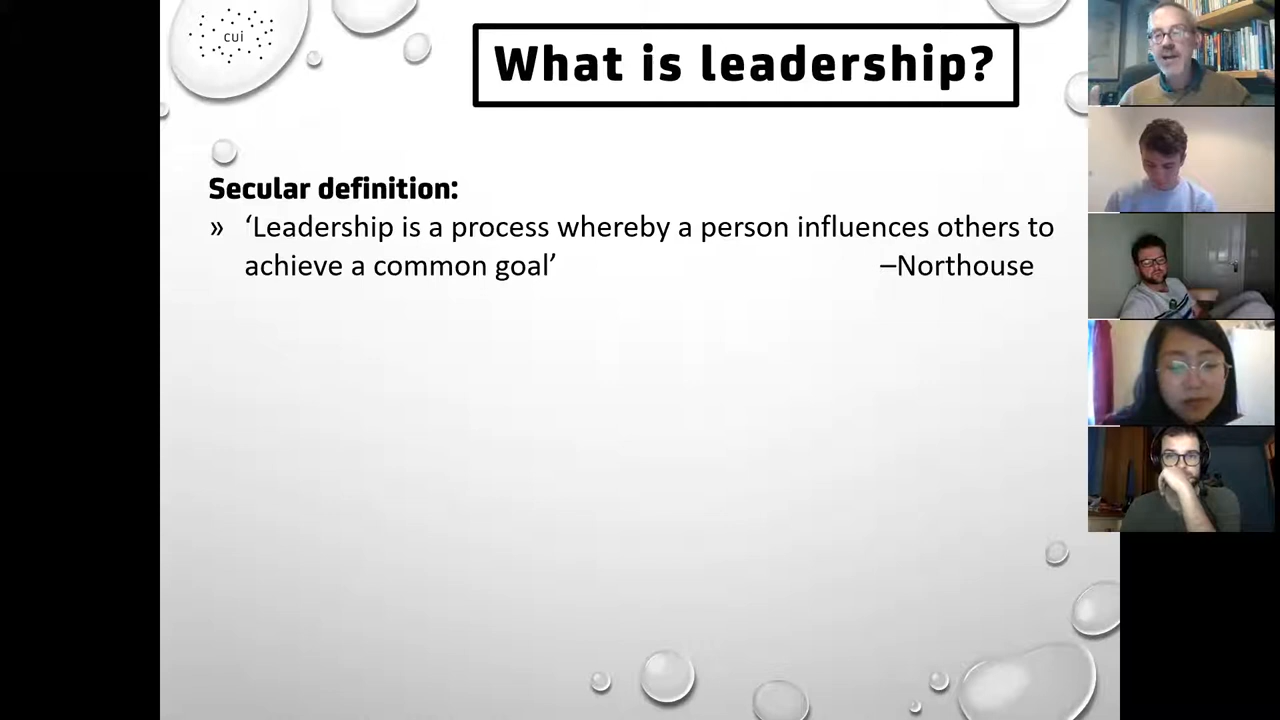 cui
What is leadership?
Secular definition:
» ‘Leadership is a process whereby a person influences others to
achieve a common goal’ –Northouse